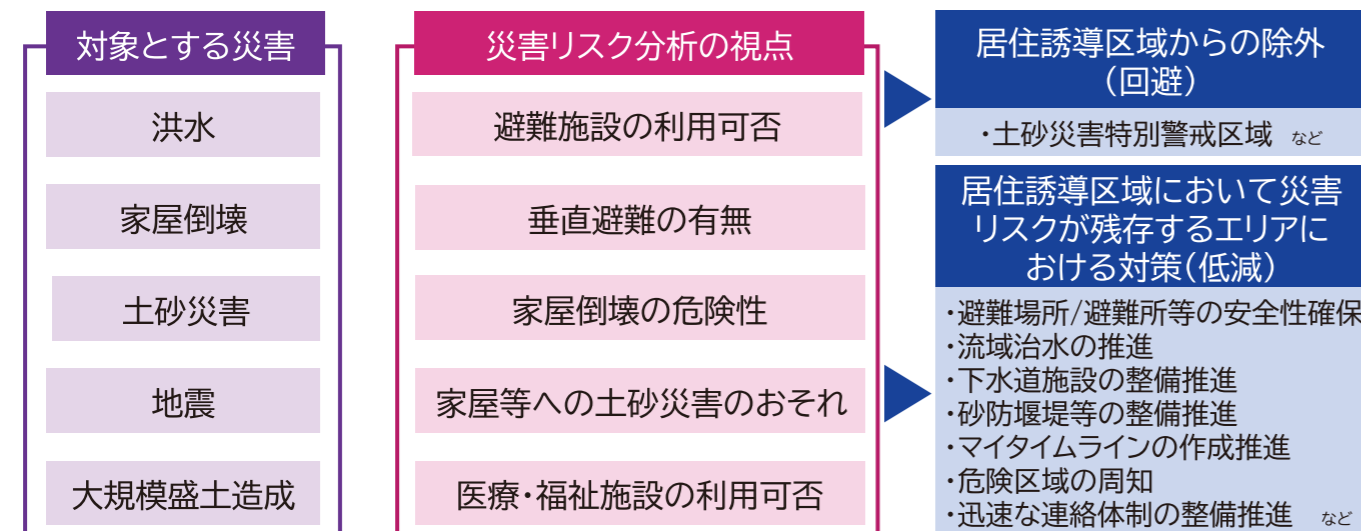 対象とする災害
洪水
家屋倒壊
土砂災害
地震
大規模盛土造成
災害リスク分析の視点
避難施設の利用可否
垂直避難の有無
家屋倒壊の危険性
家屋等への土砂災害のおそれ
医療・福祉施設の利用可否
居住誘導区域からの除外
（回避）
・土砂災害特別警戒区域 など
居住誘導区域において災害
リスクが残存するエリアに
おける対策（低減）
・避難場所/避難所等の安全性確保
・流域治水の推進
・下水道施設の整備推進
・砂防堰堤等の整備推進
・マイタイムラインの作成推進
・危険区域の周知
・迅速な連絡体制の整備推進 など